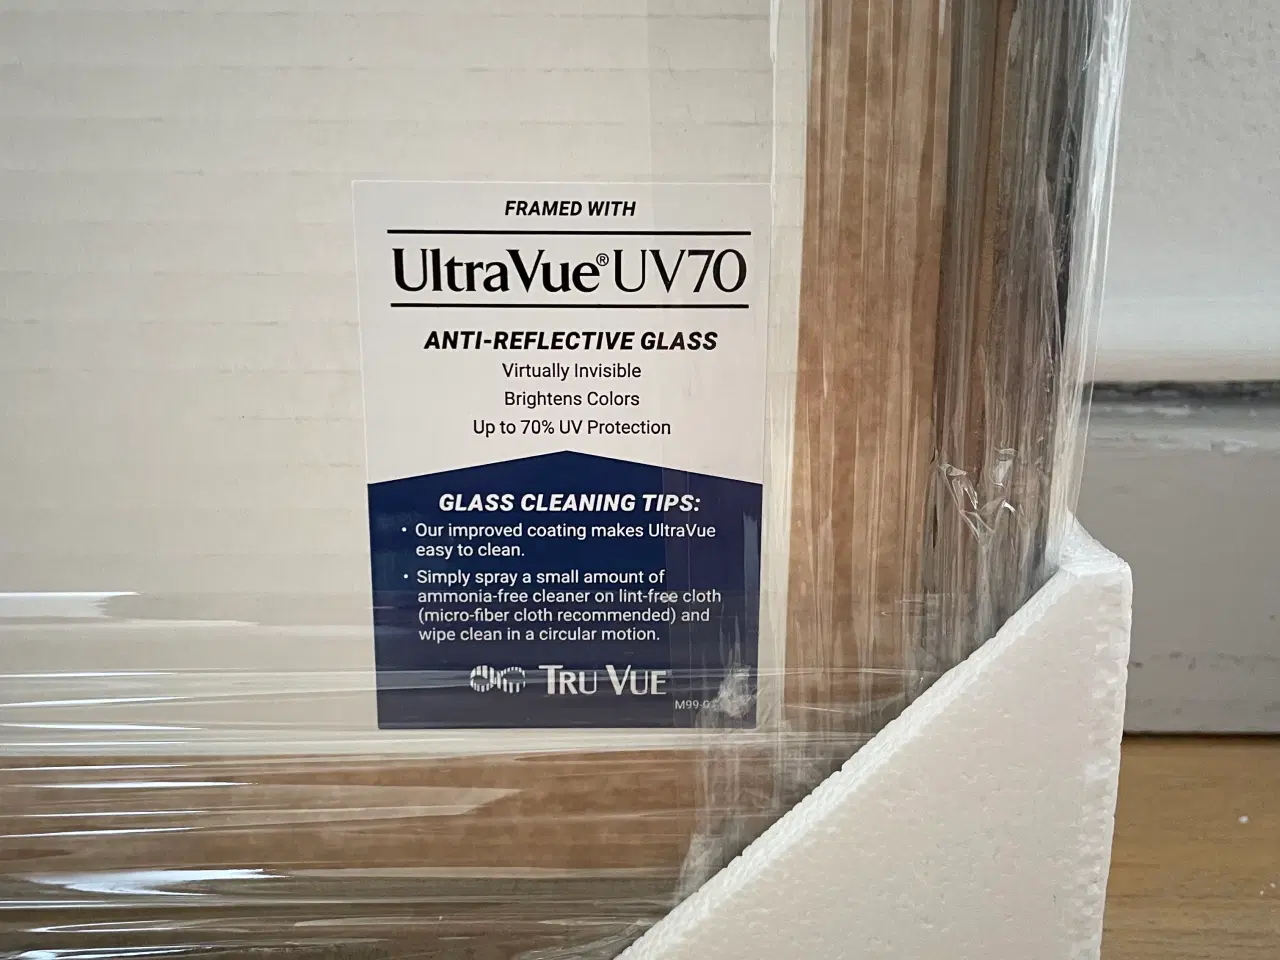 FRAMED WITH
UltraVue® UV70
ANTI-REFLECTIVE GLASS
Virtually Invisible
Brightens Colors
Up to 70% UV Protection
GLASS CLEANING TIPS:
• Our improved coating makes UltraVue
easy to clean.
• Simply spray a small amount of
ammonia-free cleaner on lint-free cloth
(micro-fiber cloth recommended) and
wipe clean in a circular motion.
TRU VUE